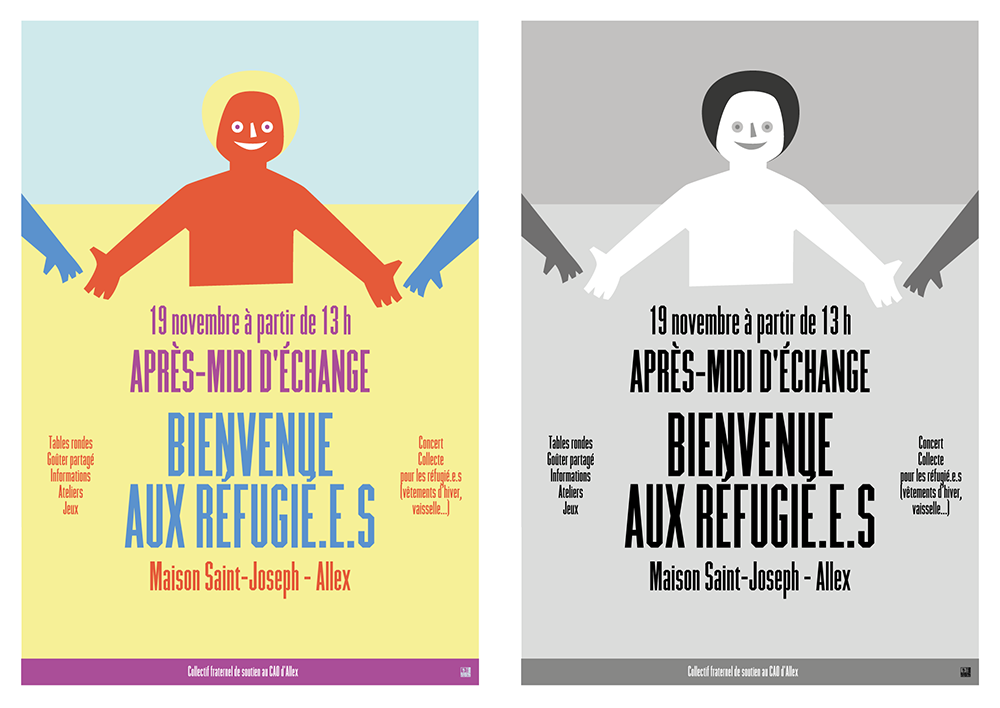 19 novembre à partir de 13 h
APRÈS-MIDI D'ÉCHANGE
BIENVENUE
AUX RÉFUGIÉ.E.S
Tables rondes
Goûter partagé
Informations
Ateliers
Jeux
Concert
Collecte
pour les réfugié.e.s
(vêtements d'hiver,
vaisselle...)
Maison Saint-Joseph - Allex
Collectif fraternel de soutien au CAO d'Allex
19 novembre à partir de 13 h
APRÈS-MIDI D'ÉCHANGE
BIENVENUE
AUX RÉFUGIÉ.E.S
Tables rondes
Goûter partagé
Informations
Ateliers
Jeux
Concert
Collecte
pour les réfugié.e.s
(vêtements d'hiver,
vaisselle...)
Maison Saint-Joseph - Allex
Collectif fraternel de soutien au CAO d'Allex